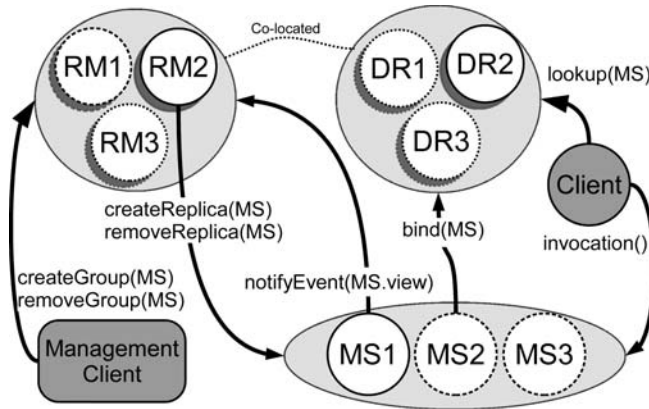 Co-located
RM1
RM2
RM3
DR1
DR2
DR3
lookup(MS)
Client
invocation()
createReplica(MS)
removeReplica(MS)
bind(MS)
createGroup(MS)
removeGroup(MS)
notifyEvent(MS.view)
Management
Client
MS1
MS2
MS3